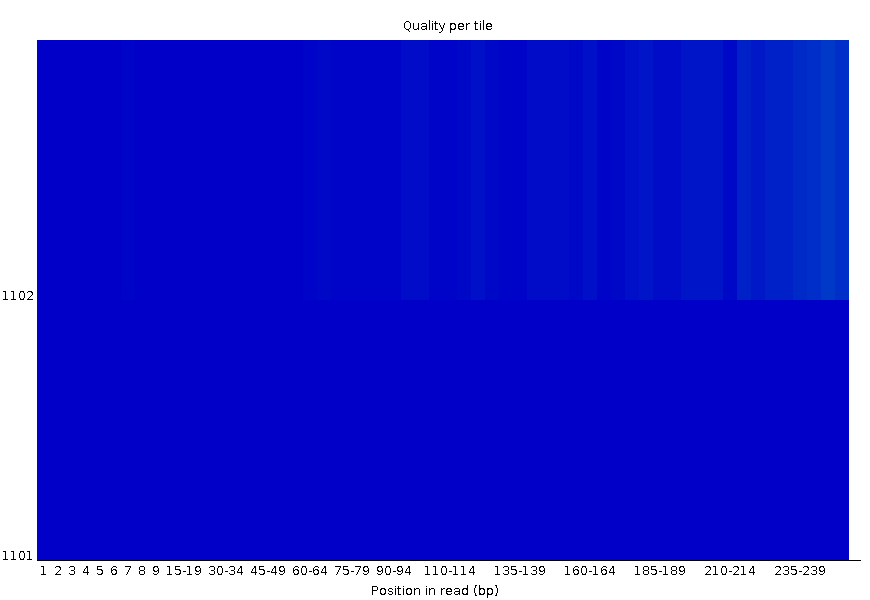 Quality per tile
1102
1101
1 2 3 4 5 6 7 8 9 15-19 30-34 45-49 60-64 75-79 90-94 110-114 135-139 160-164 185-189 210-214 235-239
Position in read (bp)